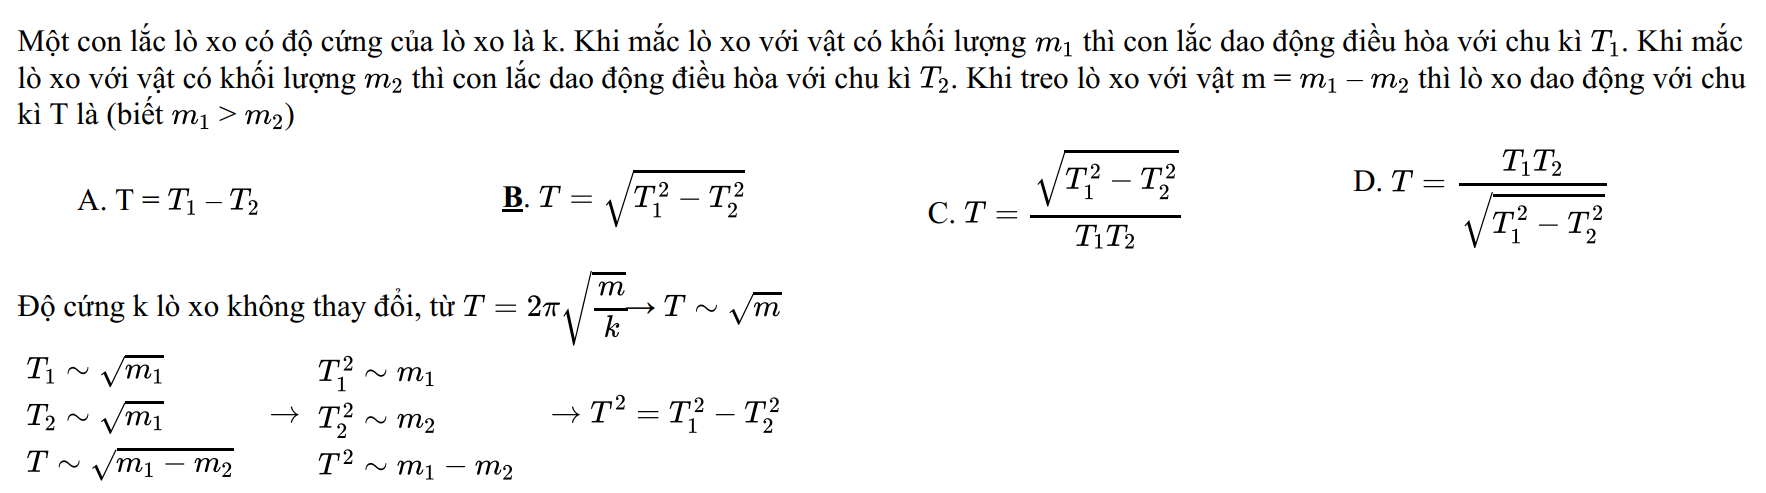 Một con lắc lò xo có độ cứng của lò xo là k. Khi mắc lò xo với vật có khối lượng $m_1$ thì con lắc dao động điều hòa với chu kì $T_1$. Khi mắc
lò xo với vật có khối lượng $m_2$ thì con lắc dao động điều hòa với chu kì $T_2$. Khi treo lò xo với vật m = $m_1 - m_2$ thì lò xo dao động với chu
kì T là (biết $m_1 > m_2$)
A. T = $T_1 - T_2$
B. $T = \sqrt{T_1^2 - T_2^2}$
C. $T = \frac{\sqrt{T_1^2 - T_2^2}}{T_1 T_2}$
D. $T = \frac{T_1 T_2}{\sqrt{T_1^2 - T_2^2}}$
Độ cứng k lò xo không thay đổi, từ $T = 2\pi\sqrt{\frac{m}{k}} \rightarrow T \sim \sqrt{m}$
$T_1 \sim \sqrt{m_1}$
$T_2 \sim \sqrt{m_1}$
$T \sim \sqrt{m_1 - m_2}$
$\rightarrow$
$T_1^2 \sim m_1$
$T_2^2 \sim m_2$
$T^2 \sim m_1 - m_2$
$\rightarrow T^2 = T_1^2 - T_2^2$